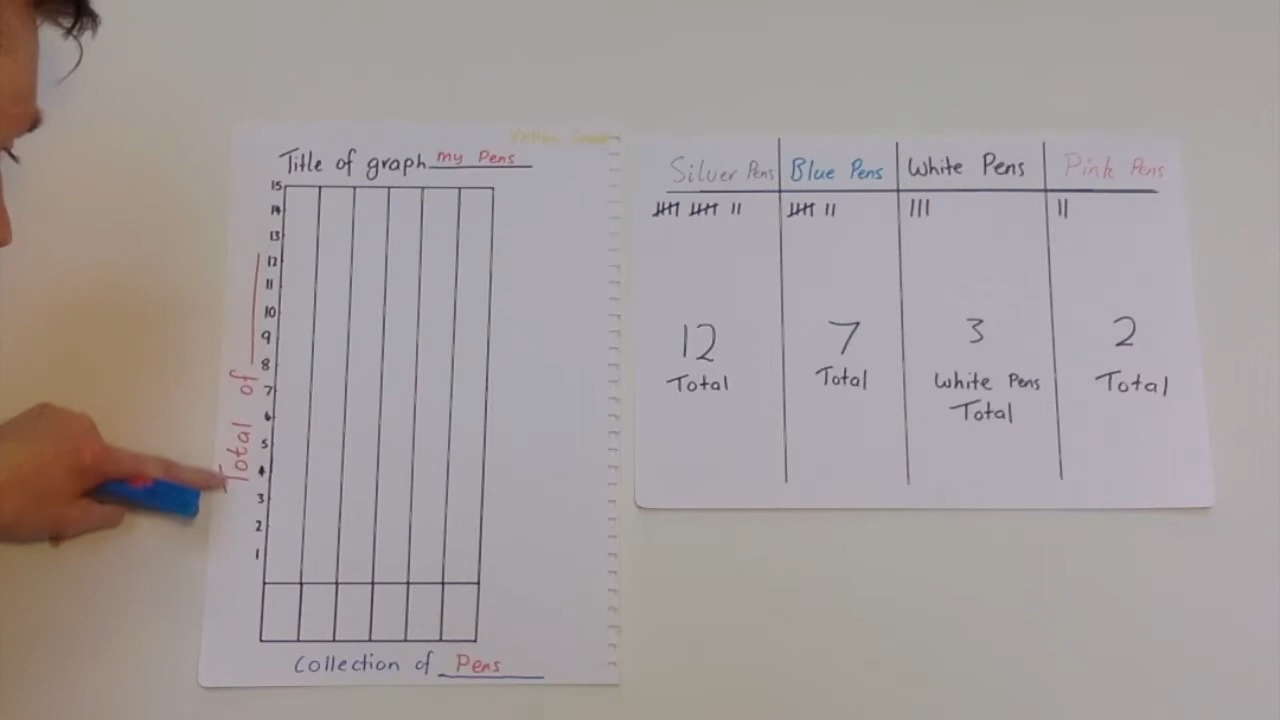 Title of graph my Pens
15
14
13
12
11
10
9
8
7
6
5
4
3
2
1
Total of
Collection of Pens
Silver Pens Blue Pens White Pens Pink Pens
12 7 3 2
Total Total White Pens Total
Total